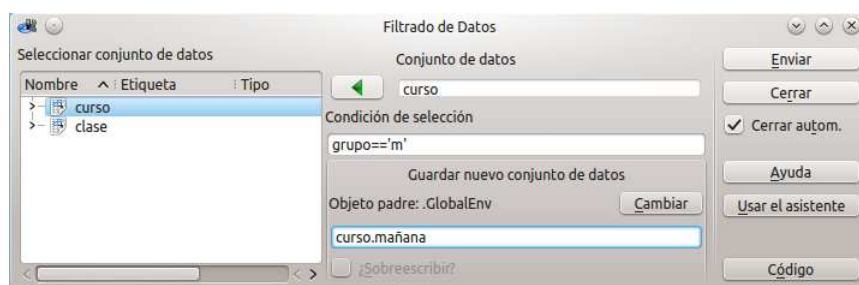 Filtrado de Datos
Seleccionar conjunto de datos
Nombre Etiqueta Tipo
curso
clase
Conjunto de datos
curso
Condición de selección
grupo=='m'
Guardar nuevo conjunto de datos
Objeto padre: .GlobalEnv Cambiar
curso.mañana
¿Sobreescribir?
Enviar
Cerrar
Cerrar autom.
Ayuda
Usar el asistente
Código